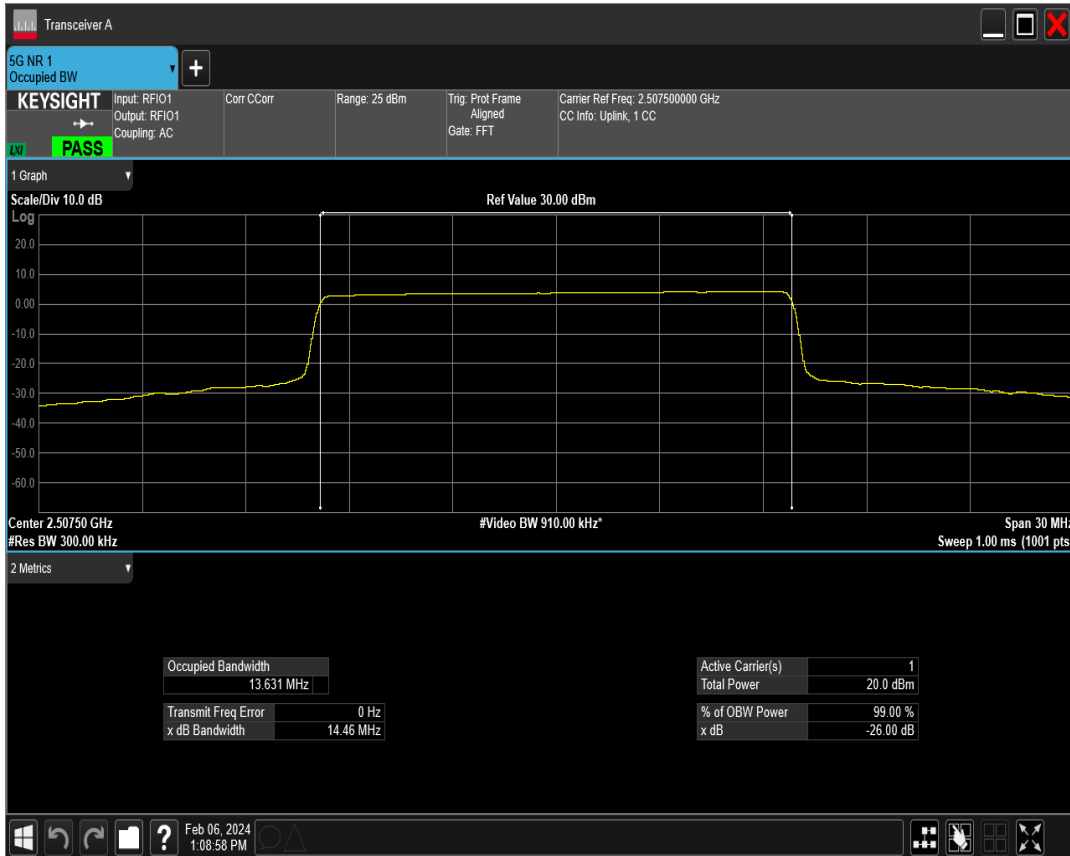 Transceiver A
5G NR 1
Occupied BW
KEYSIGHT
Input: RFIO1
Output: RFIO1
Coupling: AC
Corr CCorr
Range: 25 dBm
Trig: Prot Frame
Aligned
Gate: FFT
Carrier Ref Freq: 2.507500000 GHz
CC Info: Uplink, 1 CC
LXI
PASS
1 Graph
Scale/Div 10.0 dB
Ref Value 30.00 dBm
Log
20.0
10.0
0.00
-10.0
-20.0
-30.0
-40.0
-50.0
-60.0
Center 2.50750 GHz
#Video BW 910.00 kHz*
Span 30 MHz
#Res BW 300.00 kHz
Sweep 1.00 ms (1001 pts
2 Metrics
Occupied Bandwidth
13.631 MHz
Transmit Freq Error 0 Hz
x dB Bandwidth 14.46 MHz
Active Carrier(s) 1
Total Power 20.0 dBm
% of OBW Power 99.00 %
x dB -26.00 dB
?
Feb 06, 2024
1:08:58 PM